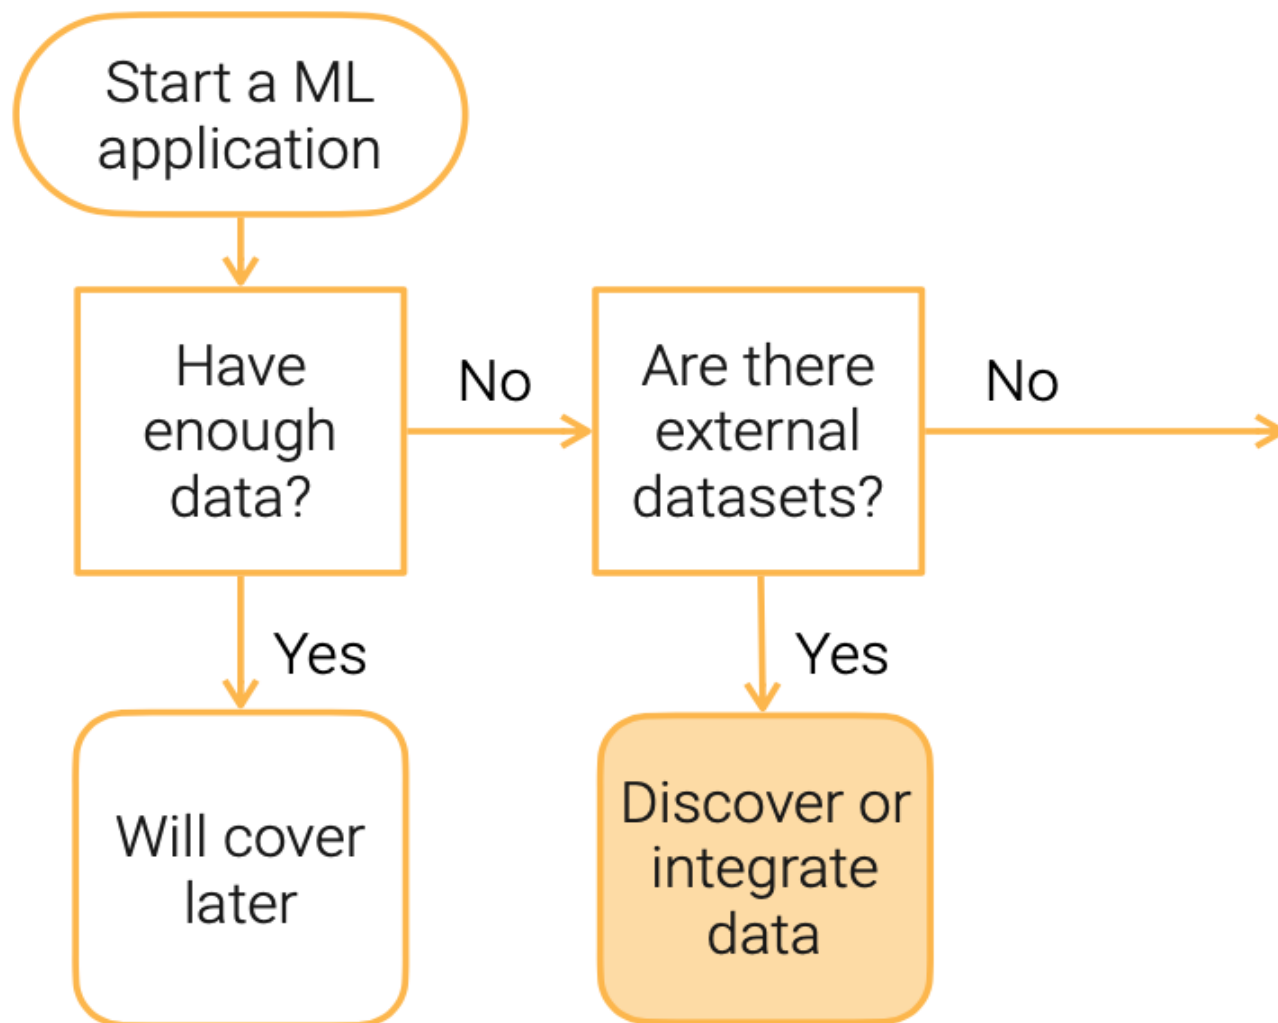 Start a ML
application
Have
enough
data?
No
Are there
external
datasets?
No
Yes
Yes
Will cover
later
Discover or
integrate
data